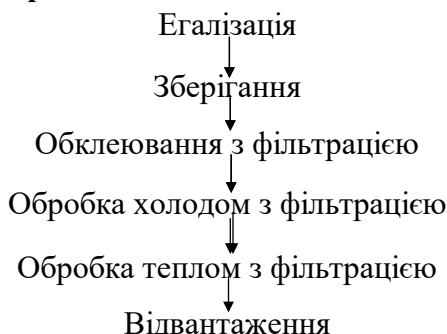 Егалізація
Зберігання
Обклеювання з фільтрацією
Обробка холодом з фільтрацією
Обробка теплом з фільтрацією
Відвантаження